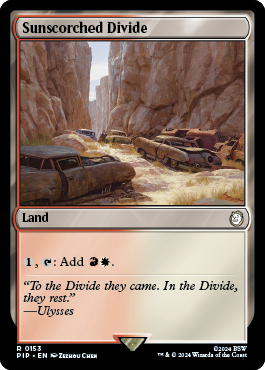 Sunscorched Divide
Land
1, T: Add RW.
“To the Divide they came. In the Divide,
they rest.”
—Ulysses
R 0153
PIP • EN Zezhou Chen
©2024 BSW
™ & © 2024 Wizards of the Coast